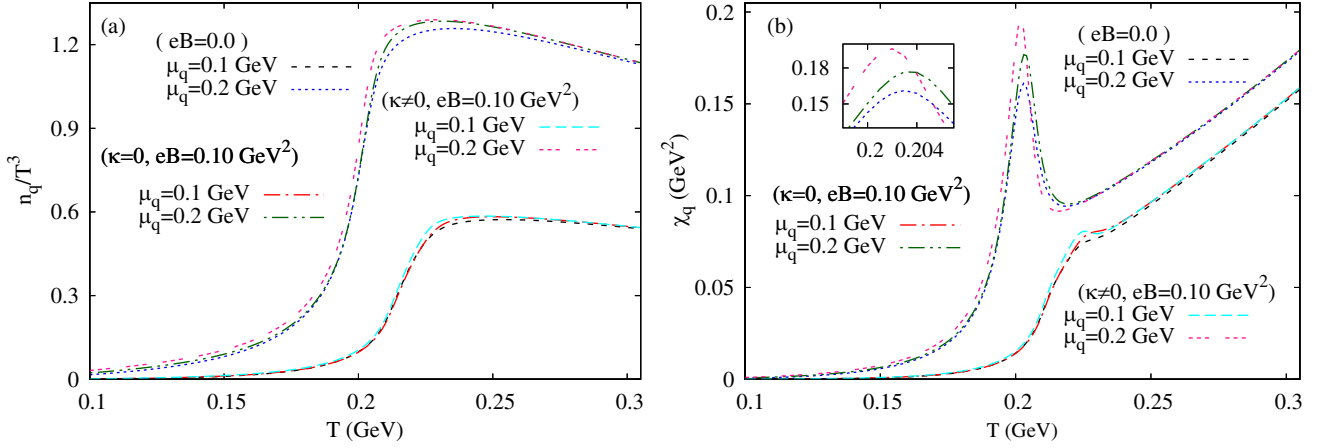 (a)
( eB=0.0 )
μq=0.1 GeV
μq=0.2 GeV
(κ≠0, eB=0.10 GeV²)
μq=0.1 GeV
μq=0.2 GeV
(κ=0, eB=0.10 GeV²)
μq=0.1 GeV
μq=0.2 GeV
nq/T³
1.2
0.9
0.6
0.3
0
0.1
0.15
0.2
0.25
0.3
T (GeV)
(b)
( eB=0.0 )
μq=0.1 GeV
μq=0.2 GeV
0.18
0.15
0.2
0.204
(κ=0, eB=0.10 GeV²)
μq=0.1 GeV
μq=0.2 GeV
(κ≠0, eB=0.10 GeV²)
μq=0.1 GeV
μq=0.2 GeV
χq (GeV²)
0.2
0.15
0.1
0.05
0
0.1
0.15
0.2
0.25
0.3
T (GeV)